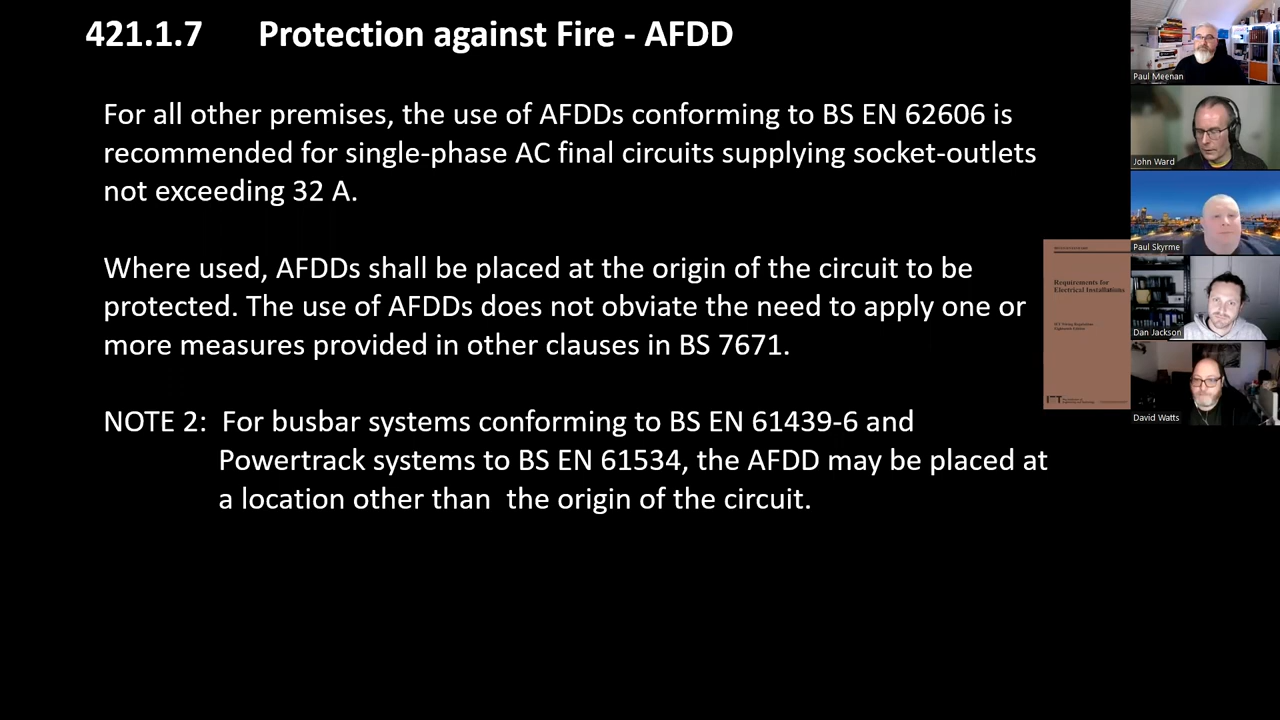 421.1.7 Protection against Fire - AFDD
For all other premises, the use of AFDDs conforming to BS EN 62606 is
recommended for single-phase AC final circuits supplying socket-outlets
not exceeding 32 A.
Where used, AFDDs shall be placed at the origin of the circuit to be
protected. The use of AFDDs does not obviate the need to apply one or
more measures provided in other clauses in BS 7671.
NOTE 2: For busbar systems conforming to BS EN 61439-6 and
Powertrack systems to BS EN 61534, the AFDD may be placed at
a location other than the origin of the circuit.
Requirements for
Electrical Installations
IET
Paul Meenan
John Ward
Paul Skyrme
Dan Jackson
David Watts